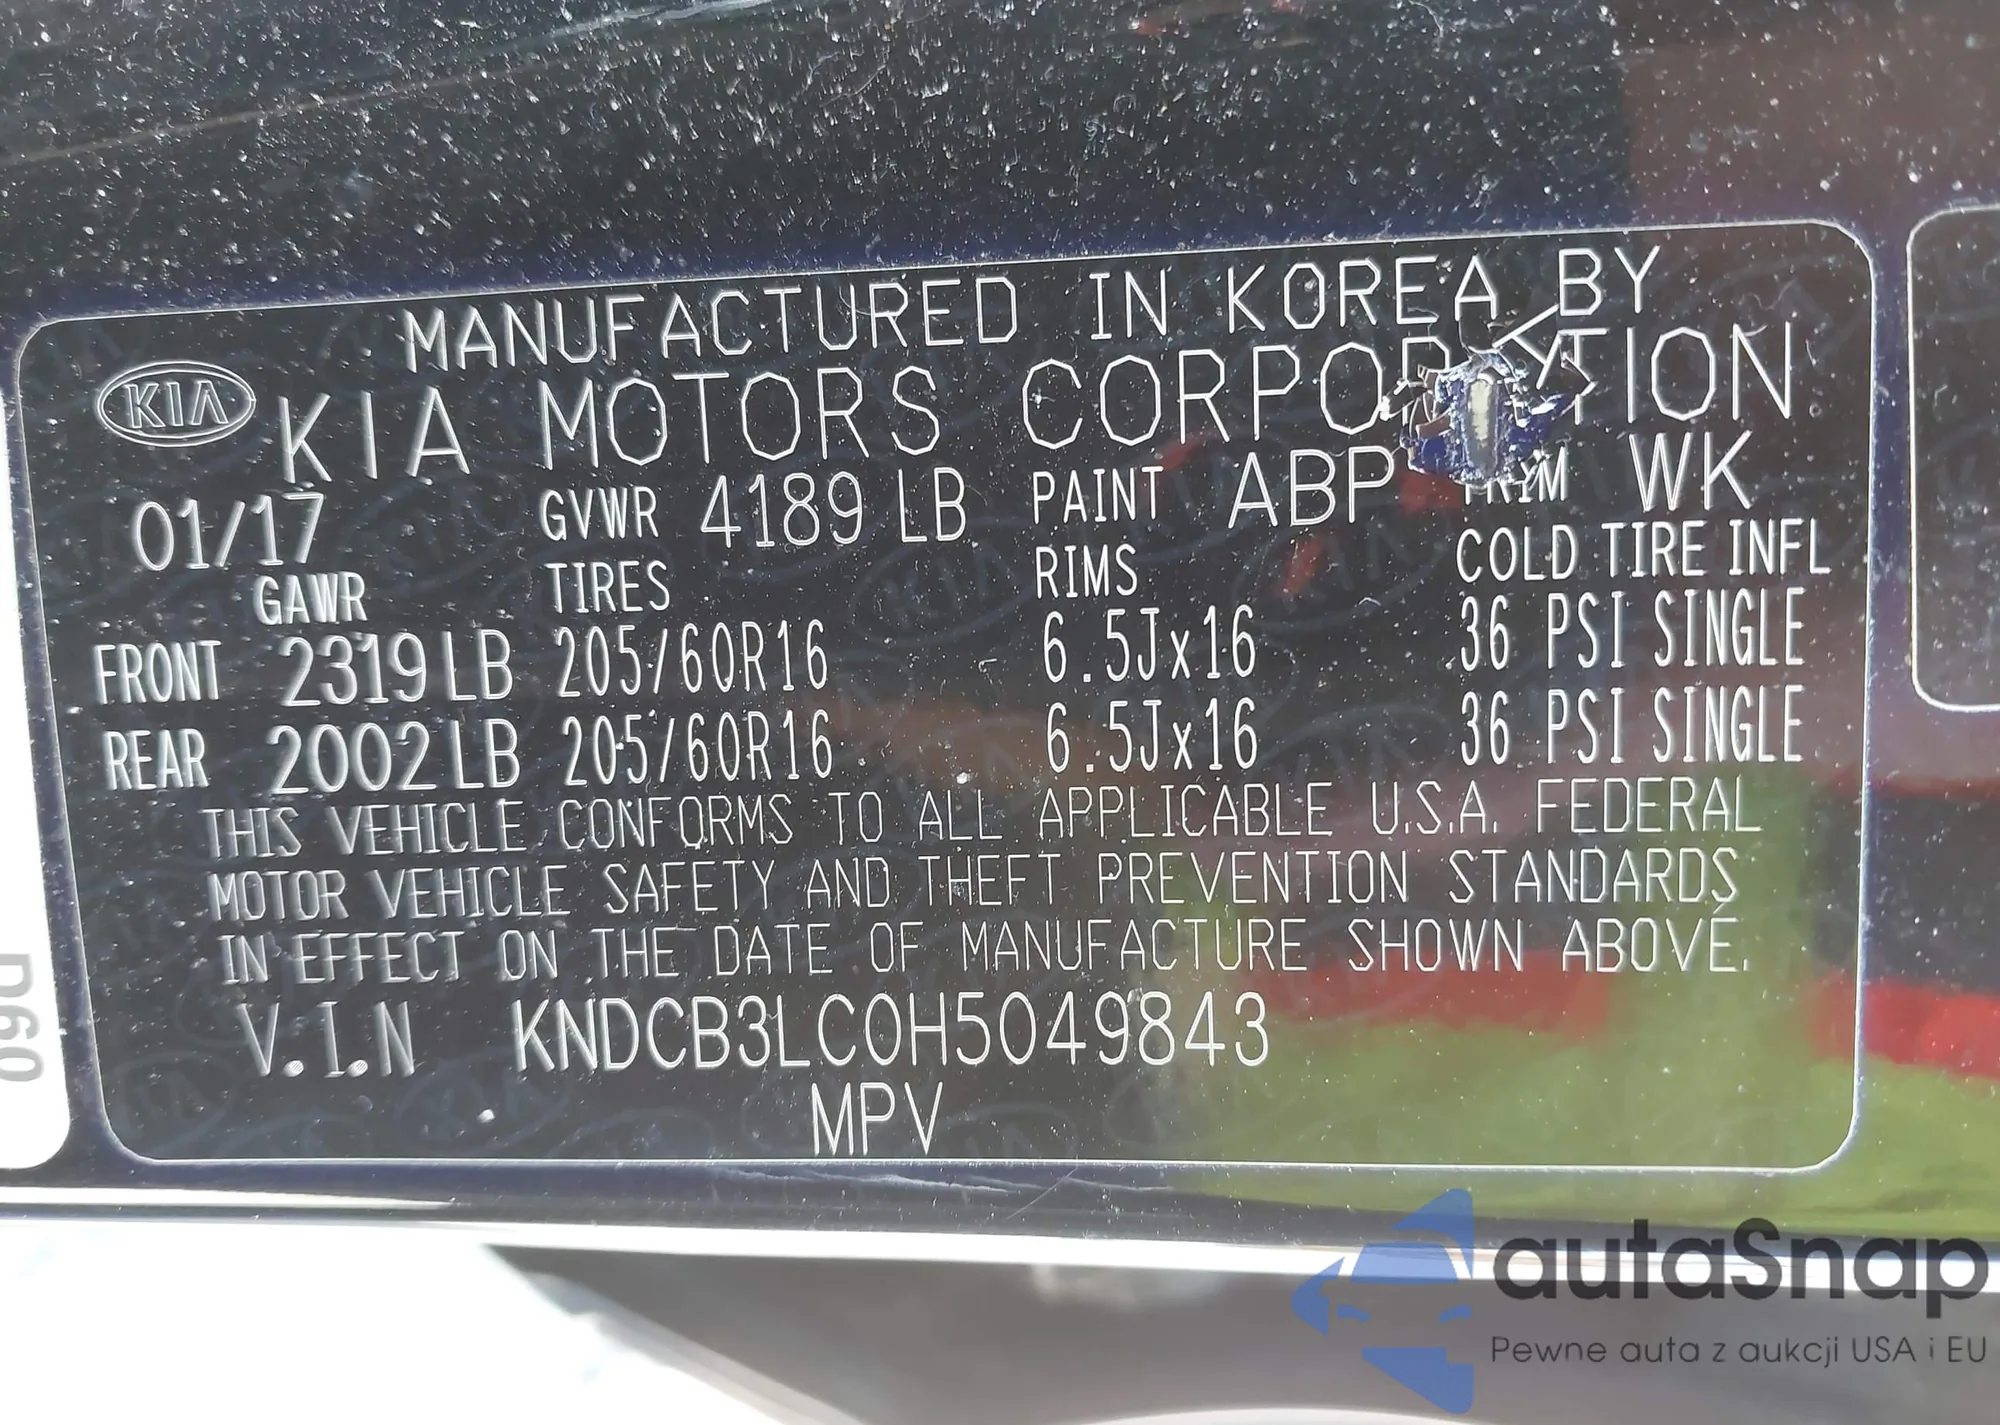 MANUFACTURED IN KOREA BY
KIA KIA MOTORS CORPORATION
01/17 GVWR 4189 LB PAINT ABP TRIM WK
GAWR TIRES RIMS COLD TIRE INFL
FRONT 2319 LB 205/60R16 6.5Jx16 36 PSI SINGLE
REAR 2002 LB 205/60R16 6.5Jx16 36 PSI SINGLE
THIS VEHICLE CONFORMS TO ALL APPLICABLE U.S.A. FEDERAL
MOTOR VEHICLE SAFETY AND THEFT PREVENTION STANDARDS
IN EFFECT ON THE DATE OF MANUFACTURE SHOWN ABOVE.
V.I.N KNDCB3LC0H5049843
MPV
D60
autaSnap
Pewne auta z aukcji USA i EU